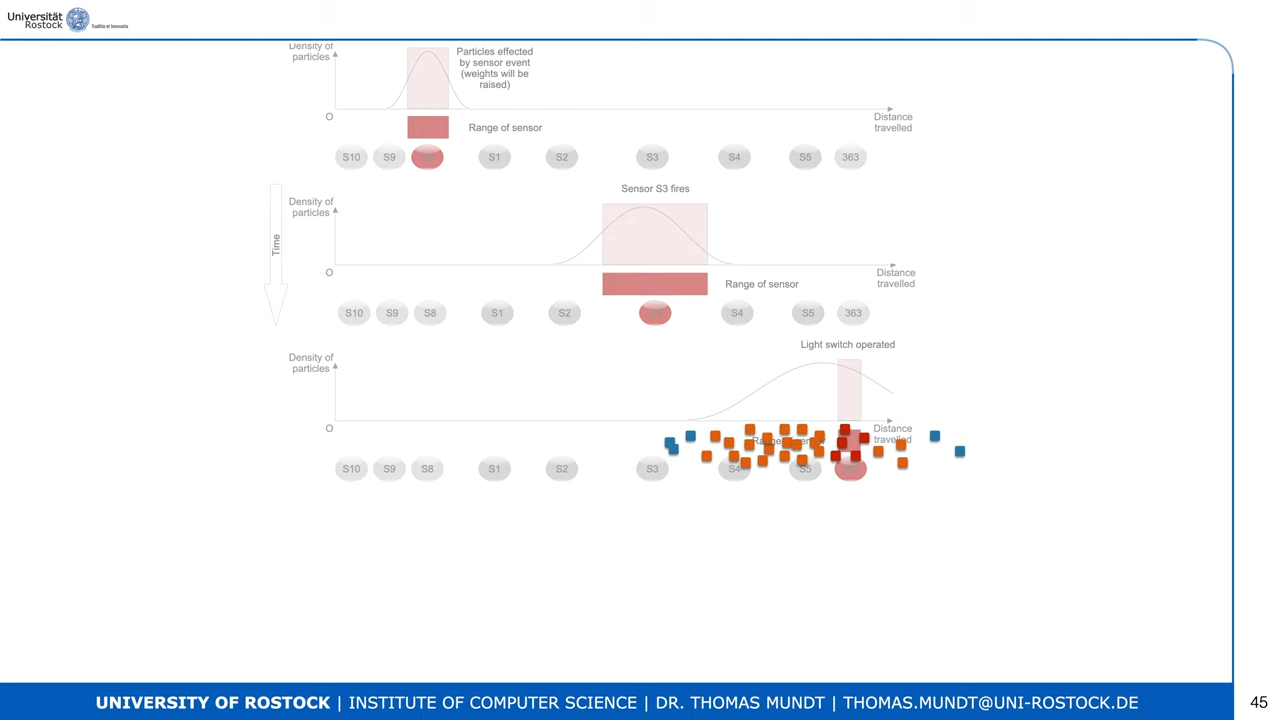 Universität
Rostock
Traditio et Innovatio
Density of
particles
Particles effected
by sensor event
(weights will be
raised)
O
Distance
travelled
Range of sensor
S10 S9 S1 S2 S3 S4 S5 363
Sensor S3 fires
Density of
particles
Time
O
Distance
travelled
Range of sensor
S10 S9 S8 S1 S2 S4 S5 363
Light switch operated
Density of
particles
O
Distance
travelled
S10 S9 S8 S1 S2 S3 S4 S5
UNIVERSITY OF ROSTOCK | INSTITUTE OF COMPUTER SCIENCE | DR. THOMAS MUNDT | THOMAS.MUNDT@UNI-ROSTOCK.DE
45